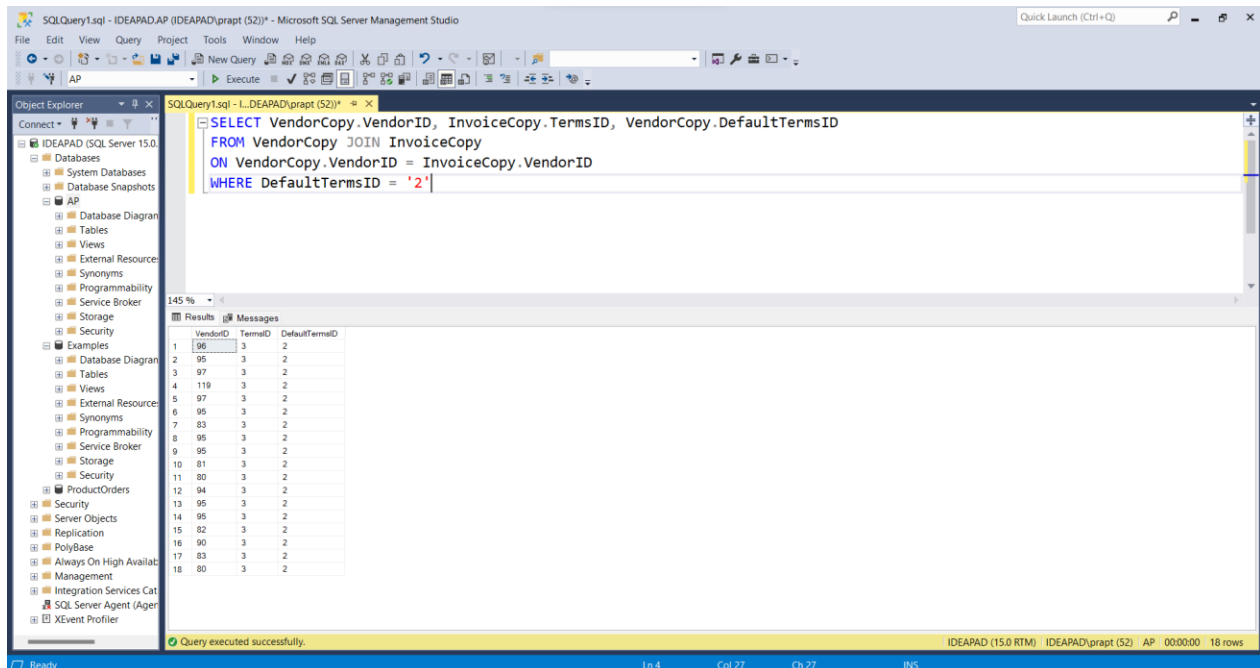 SQLQuery1.sql - IDEAPAD.AP (IDEAPAD\prapt (52))* - Microsoft SQL Server Management Studio
Quick Launch (Ctrl+Q)
File Edit View Query Project Tools Window Help
New Query
AP
Execute
Object Explorer
SQLQuery1.sql - I...DEAPAD\prapt (52))*
Connect
IDEAPAD (SQL Server 15.0.
Databases
System Databases
Database Snapshots
AP
Database Diagran
Tables
Views
External Resource:
Synonyms
Programmability
Service Broker
Storage
Security
Examples
Database Diagran
Tables
Views
External Resource:
Synonyms
Programmability
Service Broker
Storage
Security
ProductOrders
Security
Server Objects
Replication
PolyBase
Always On High Availab
Management
Integration Services Cat
SQL Server Agent (Agen
XEvent Profiler
SELECT VendorCopy.VendorID, InvoiceCopy.TermsID, VendorCopy.DefaultTermsID
FROM VendorCopy JOIN InvoiceCopy
ON VendorCopy.VendorID = InvoiceCopy.VendorID
WHERE DefaultTermsID = '2'
145 %
Results Messages
VendorID TermsID DefaultTermsID
1 96 3 2
2 95 3 2
3 97 3 2
4 119 3 2
5 97 3 2
6 95 3 2
7 83 3 2
8 95 3 2
9 95 3 2
10 81 3 2
11 80 3 2
12 94 3 2
13 95 3 2
14 95 3 2
15 82 3 2
16 90 3 2
17 83 3 2
18 80 3 2
Query executed successfully.
IDEAPAD (15.0 RTM) IDEAPAD\prapt (52) AP 00:00:00 18 rows
Ready Ln 4 Col 27 Ch 27 INS